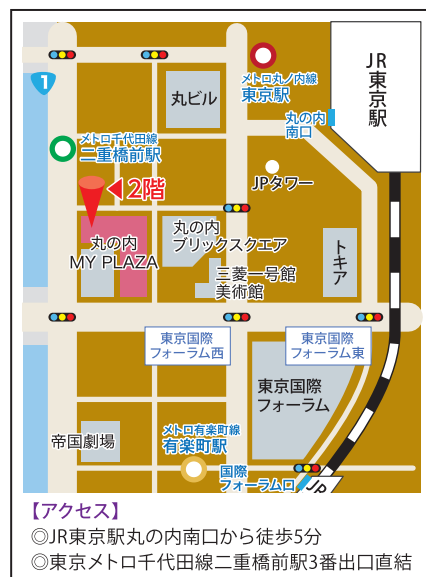 JR東京駅
メトロ丸ノ内線
東京駅
1
丸ビル
丸の内
南口
メトロ千代田線
二重橋前駅
JPタワー
2階
丸の内
MY PLAZA
丸の内
ブリックスクエア
トキア
三菱一号館
美術館
東京国際
フォーラム西
東京国際
フォーラム東
東京国際
フォーラム
帝国劇場
メトロ有楽町線
有楽町駅
国際
フォーラム口
【アクセス】
◎JR東京駅丸の内南口から徒歩5分
◎東京メトロ千代田線二重橋前駅3番出口直結